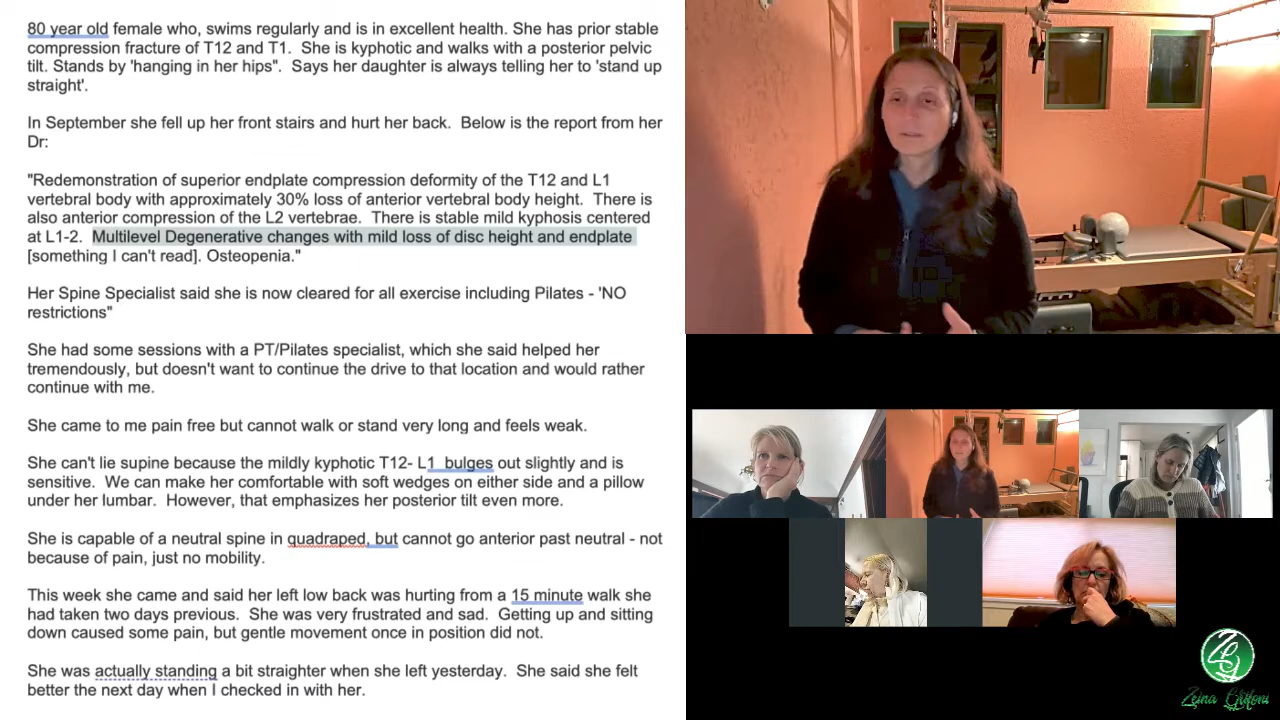 80 year old female who, swims regularly and is in excellent health. She has prior stable
compression fracture of T12 and T1.  She is kyphotic and walks with a posterior pelvic
tilt. Stands by 'hanging in her hips".  Says her daughter is always telling her to 'stand up
straight'.
In September she fell up her front stairs and hurt her back.  Below is the report from her
Dr:
"Redemonstration of superior endplate compression deformity of the T12 and L1
vertebral body with approximately 30% loss of anterior vertebral body height.  There is
also anterior compression of the L2 vertebrae.  There is stable mild kyphosis centered
at L1-2.  Multilevel Degenerative changes with mild loss of disc height and endplate
[something I can't read]. Osteopenia."
Her Spine Specialist said she is now cleared for all exercise including Pilates - 'NO
restrictions"
She had some sessions with a PT/Pilates specialist, which she said helped her
tremendously, but doesn't want to continue the drive to that location and would rather
continue with me.
She came to me pain free but cannot walk or stand very long and feels weak.
She can't lie supine because the mildly kyphotic T12- L1  bulges out slightly and is
sensitive.  We can make her comfortable with soft wedges on either side and a pillow
under her lumbar.  However, that emphasizes her posterior tilt even more.
She is capable of a neutral spine in quadraped, but cannot go anterior past neutral - not
because of pain, just no mobility.
This week she came and said her left low back was hurting from a 15 minute walk she
had taken two days previous.  She was very frustrated and sad.  Getting up and sitting
down caused some pain, but gentle movement once in position did not.
She was actually standing a bit straighter when she left yesterday.  She said she felt
better the next day when I checked in with her.
Zeina Grifoni